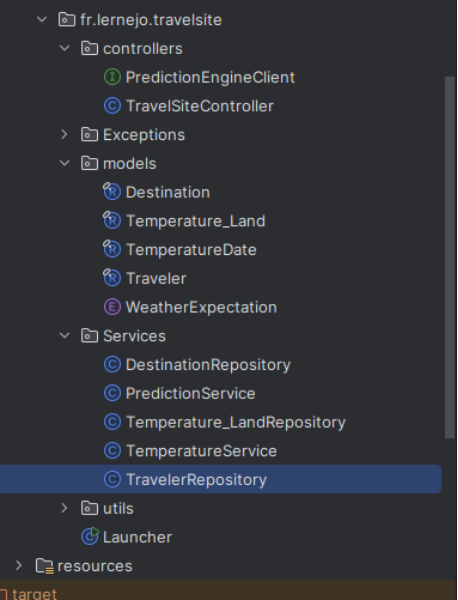 fr.lernejo.travelsite
controllers
PredictionEngineClient
TravelSiteController
Exceptions
models
Destination
Temperature_Land
TemperatureDate
Traveler
WeatherExpectation
Services
DestinationRepository
PredictionService
Temperature_LandRepository
TemperatureService
TravelerRepository
utils
Launcher
resources
target